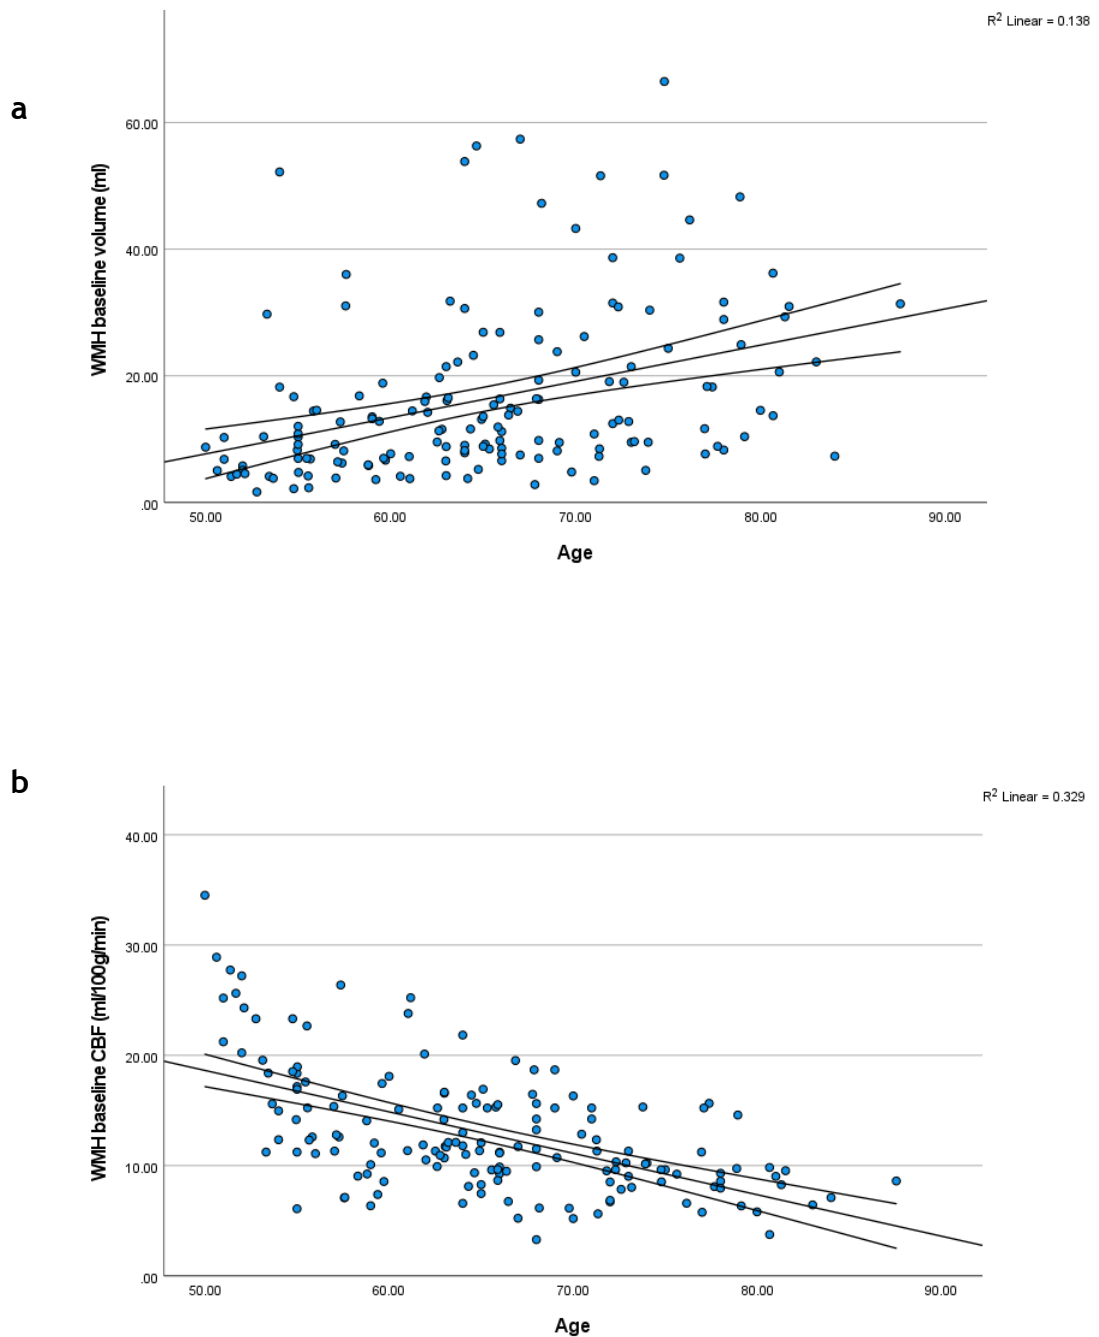 R2 Linear = 0.138
a
60.00
40.00
20.00
.00
WMH baseline volume (ml)
50.00 60.00 70.00 80.00 90.00
Age
b
R2 Linear = 0.329
40.00
30.00
20.00
10.00
.00
WMH baseline CBF (ml/100g/min)
50.00 60.00 70.00 80.00 90.00
Age